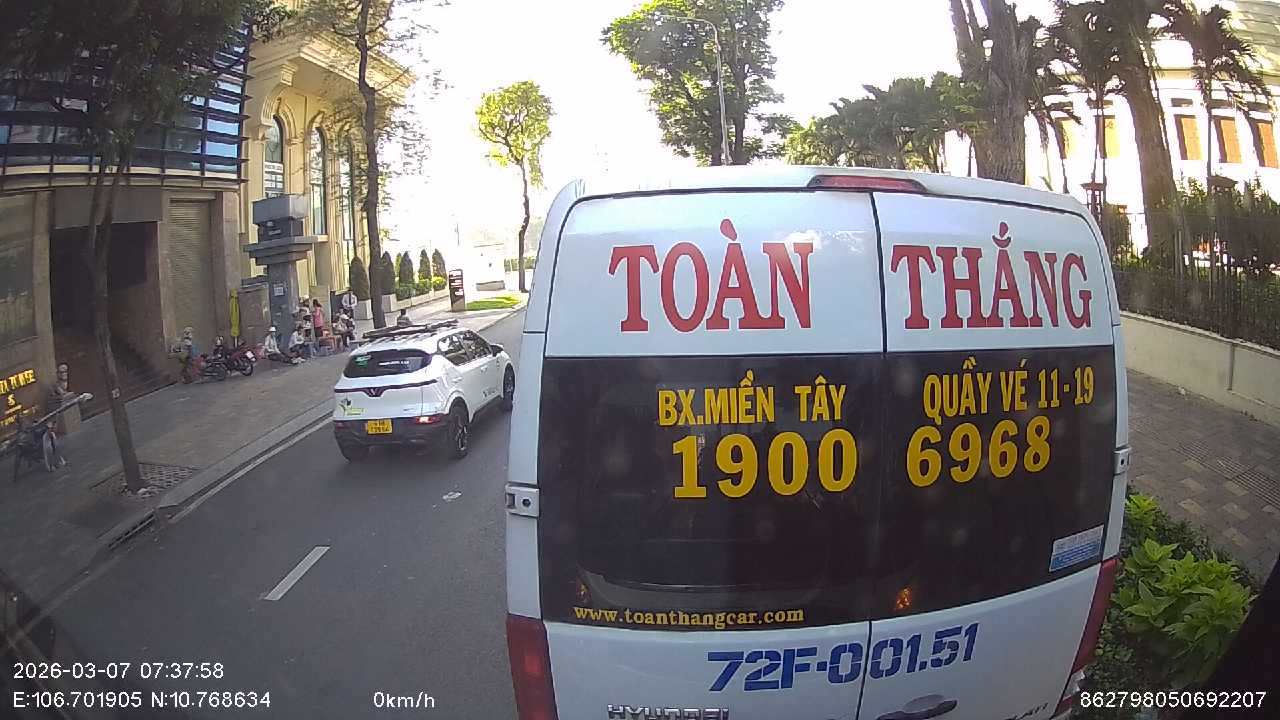 TOÀN THẮNG
BX.MIỀN TÂY QUẦY VÉ 11-19
1900 6968
www.toanthangcar.com
72F-001.51
HYUNDAI
2026-03-07 07:37:58
E:106.701905 N:10.768634 0km/h 862798050692207